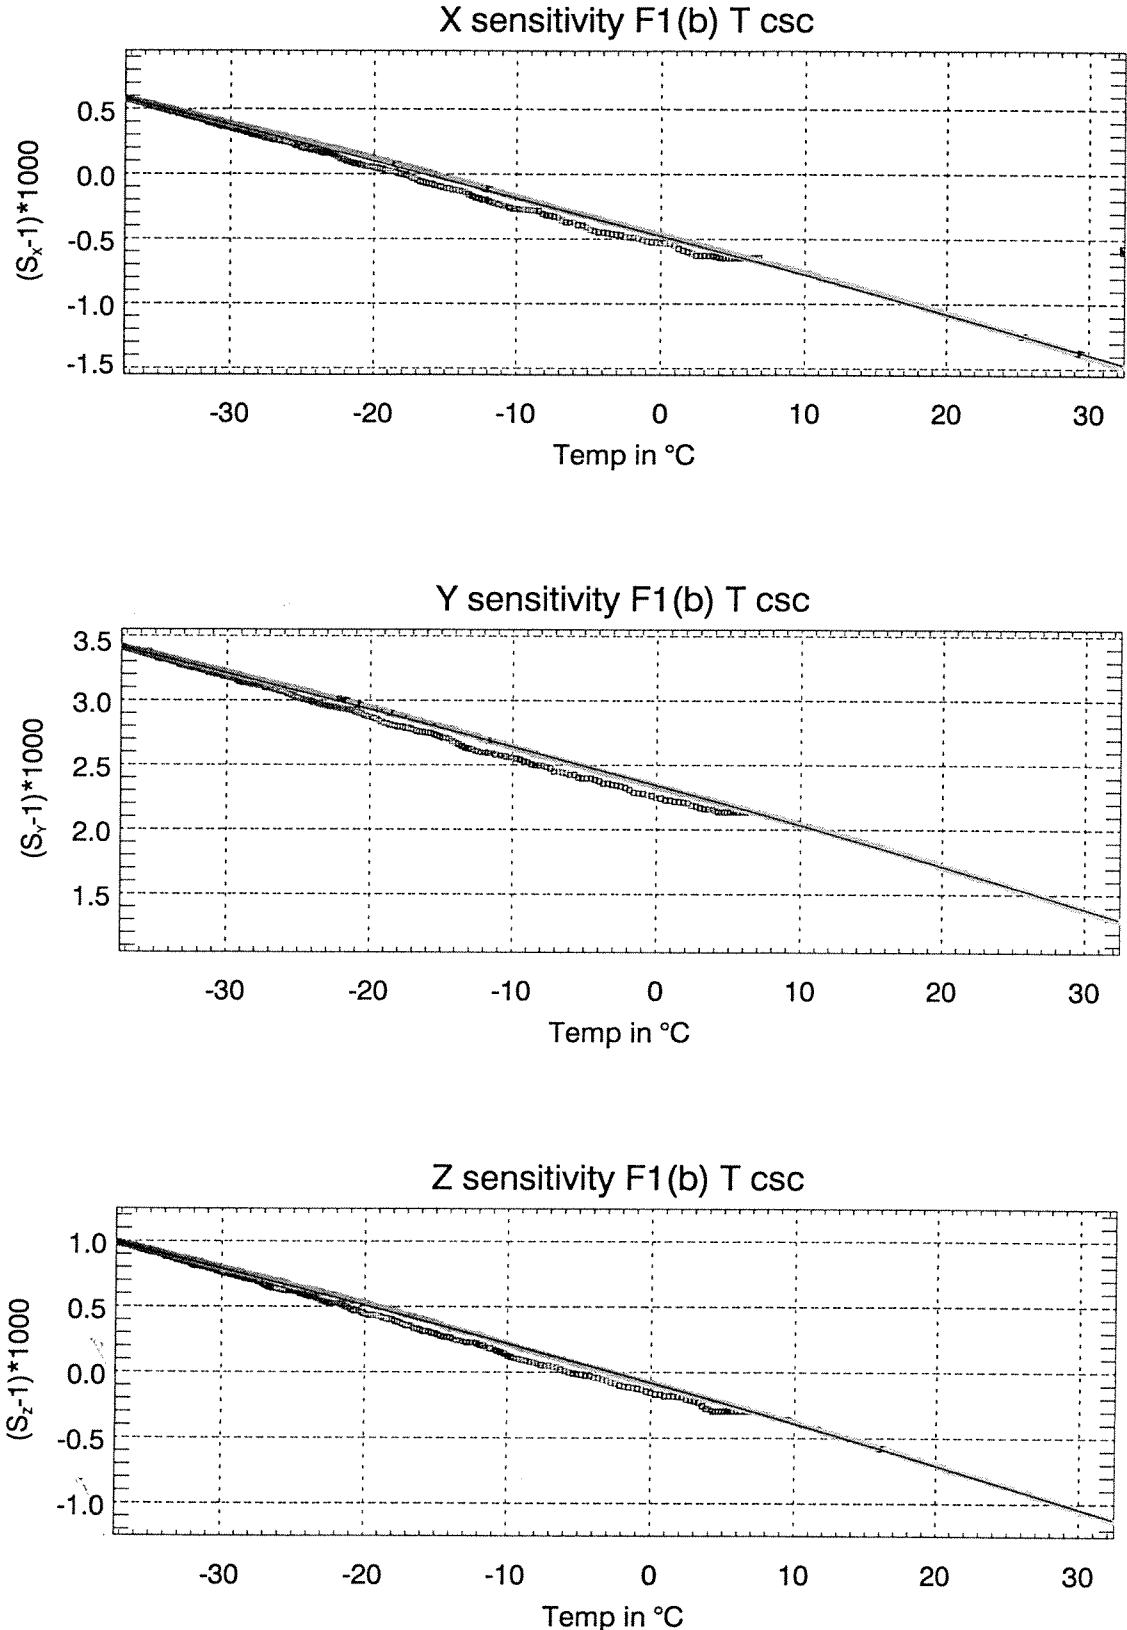 X sensitivity F1(b) T csc
(Sx-1)*1000
0.5
0.0
-0.5
-1.0
-1.5
-30 -20 -10 0 10 20 30
Temp in °C
Y sensitivity F1(b) T csc
(SY-1)*1000
3.5
3.0
2.5
2.0
1.5
-30 -20 -10 0 10 20 30
Temp in °C
Z sensitivity F1(b) T csc
(Sz-1)*1000
1.0
0.5
0.0
-0.5
-1.0
-30 -20 -10 0 10 20 30
Temp in °C